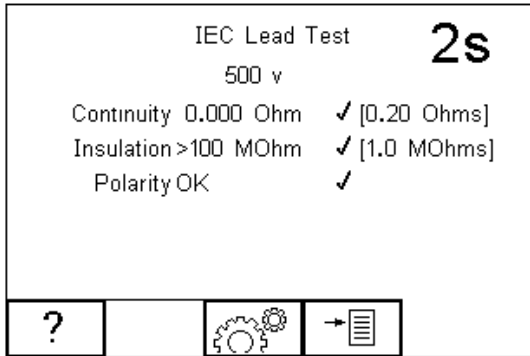 IEC Lead Test
2s
500 v
Continuity 0.000 Ohm ✓ [0.20 Ohms]
Insulation >100 MOhm ✓ [1.0 MOhms]
Polarity OK ✓
?